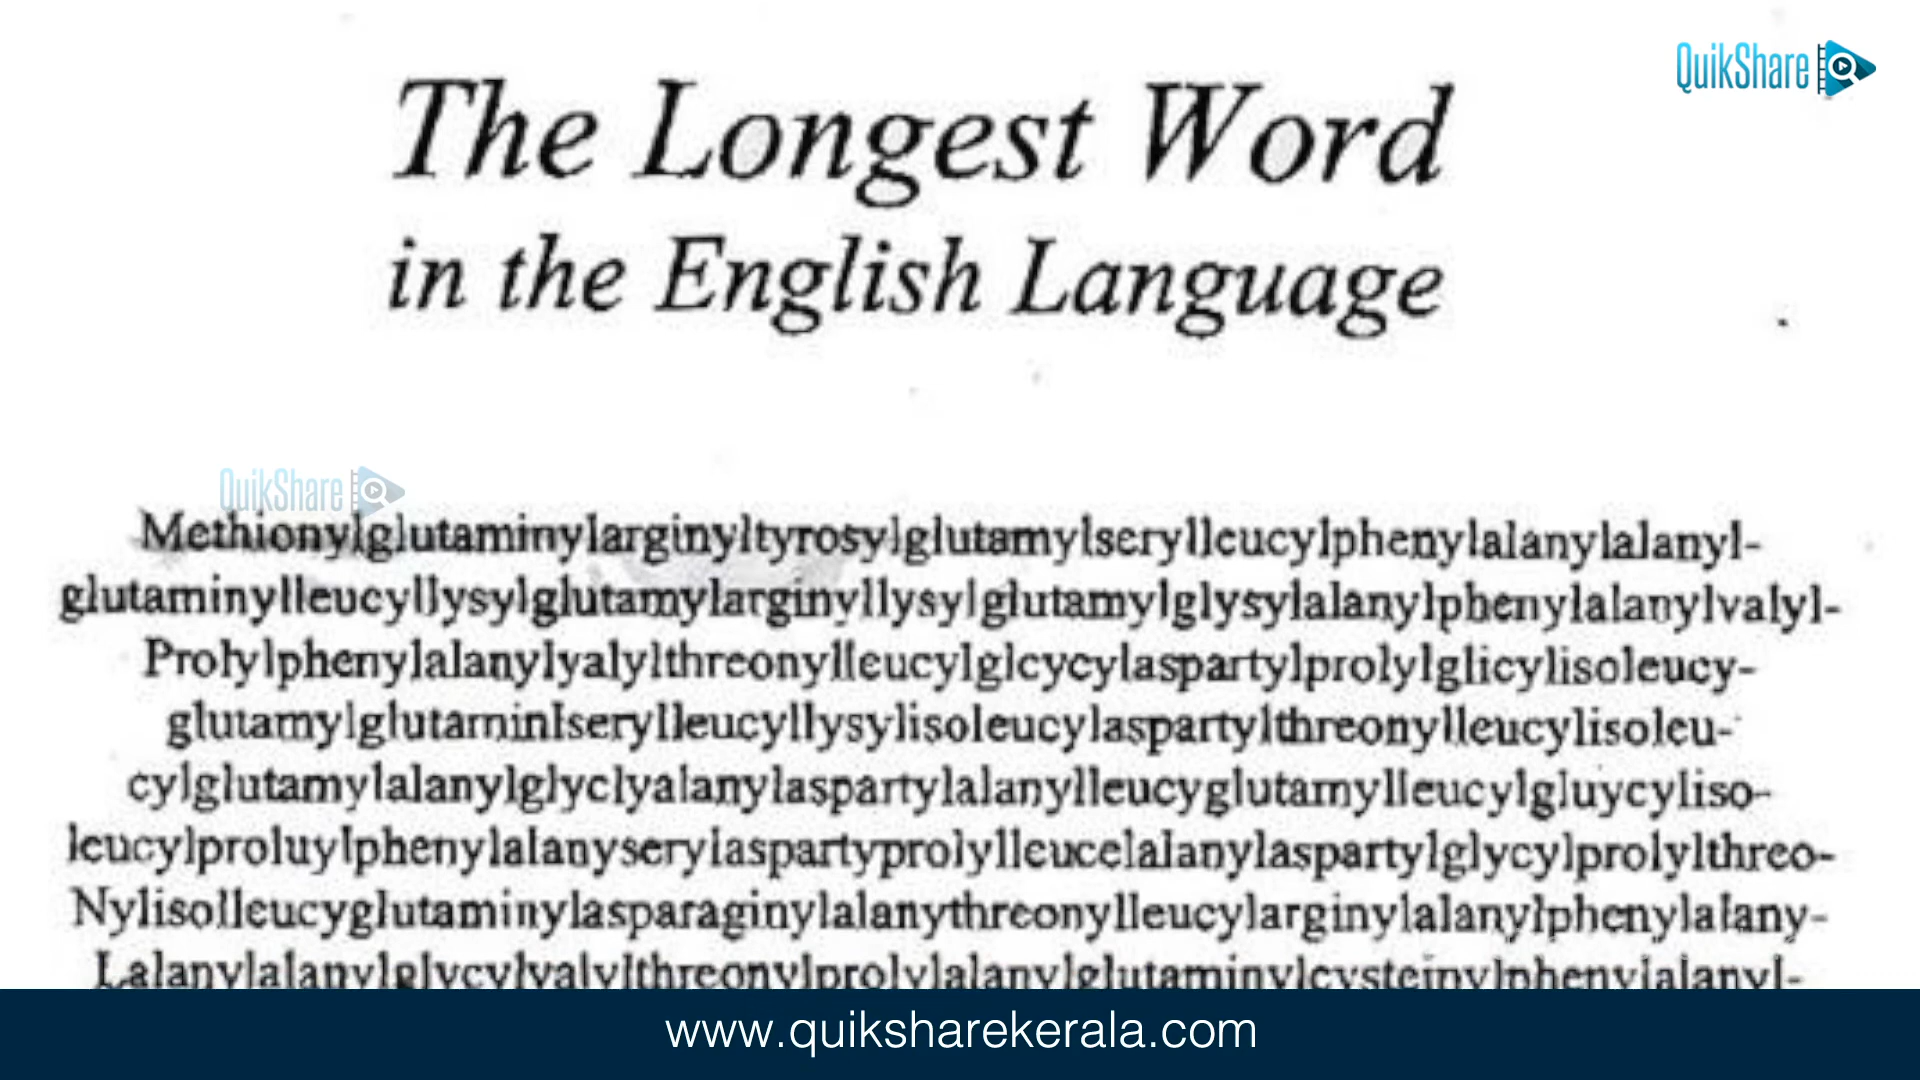 QuikShare
The Longest Word
in the English Language
QuikShare
Methionylglutaminylarginyltyrosylglutamylserylleucylphenylalanylalanyl-
glutaminylleucyllysylglutamylarginyllysylglutamylglysylalanylphenylalanylvalyl-
Prolylphenylalanylyalylthreonylleucylglcycylaspartylprolylglicylisoleucy-
glutamylglutaminlserylleucyllysylisoleucylaspartylthreonylleucylisoleu-
cylglutamylalanylglyclyalanylaspartylalanylleucyglutamylleucylgluycyliso-
leucylproluylphenylalanyserylaspartyprolylleucelalanylaspartylglycylprolylthreo-
Nylisolleucyglutaminylasparaginylalanythreonylleucylarginylalanylphenylalany-
Lalanylalanylglycylvalylthreonylprolylalanylglutaminylcysteinylphenylalanyl-
www.quiksharekerala.com